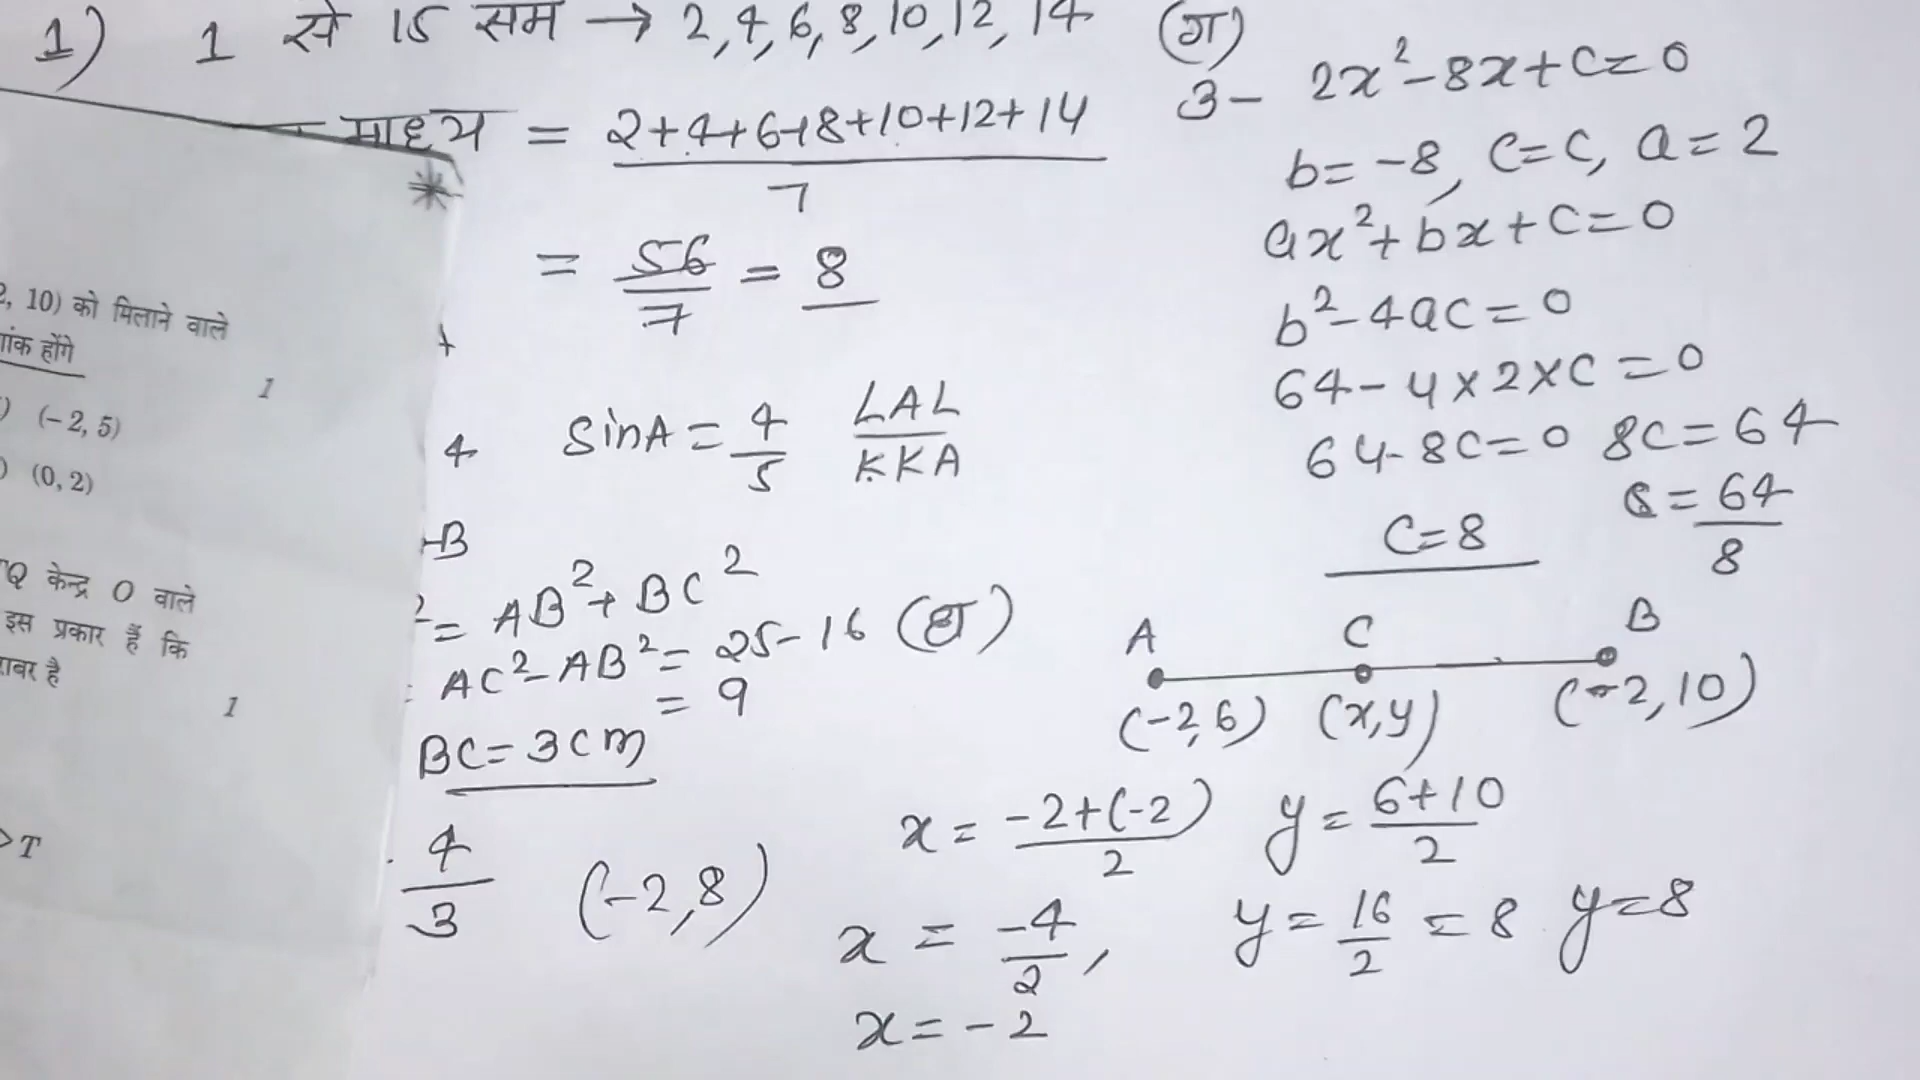 1) 1 से 15 सम → 2, 4, 6, 8, 10, 12, 14
माध्य = 2+4+6+8+10+12+14
7
= 56/7 = 8
4 sinA = 4/5 LAL/KKA
B
² = AB² + BC²
= AC² - AB² = 25-16
= 9
BC = 3cm
4/3 (-2, 8)
(ग)
3- 2x² - 8x + c = 0
b = -8, c = c, a = 2
ax² + bx + c = 0
b² - 4ac = 0
64 - 4×2×c = 0
64 - 8c = 0 8c = 64
= 64/8
c = 8
(घ)
A C B
(-2, 6) (x, y) (-2, 10)
x = -2+(-2)/2 y = 6+10/2
x = -4/2, y = 16/2 = 8 y = 8
x = -2
2, 10) को मिलाने वाले
होंगे
1
) (-2, 5)
) (0, 2)
Q केन्द्र O वाले
इस प्रकार हैं कि
है
1
T